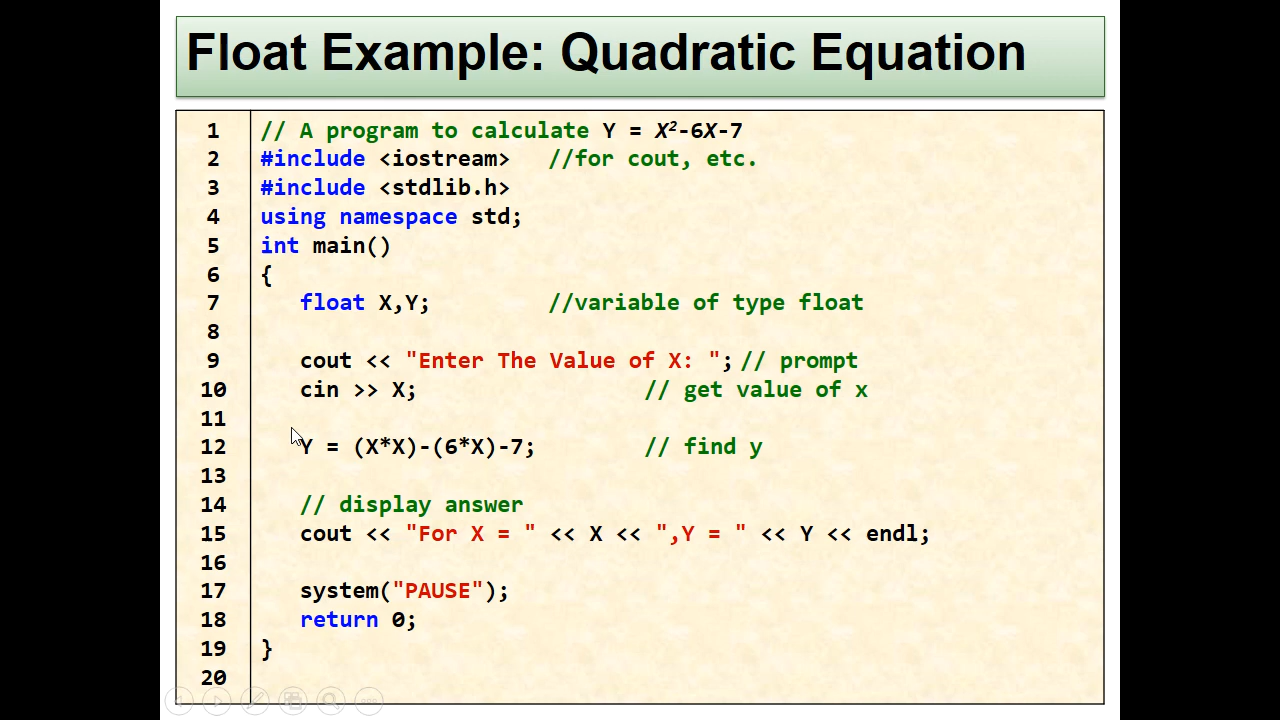 Float Example: Quadratic Equation
1 // A program to calculate Y = X²-6X-7
2 #include <iostream> //for cout, etc.
3 #include <stdlib.h>
4 using namespace std;
5 int main()
6 {
7 float X,Y; //variable of type float
8
9 cout << "Enter The Value of X: "; // prompt
10 cin >> X; // get value of x
11
12 Y = (X*X)-(6*X)-7; // find y
13
14 // display answer
15 cout << "For X = " << X << ",Y = " << Y << endl;
16
17 system("PAUSE");
18 return 0;
19 }
20